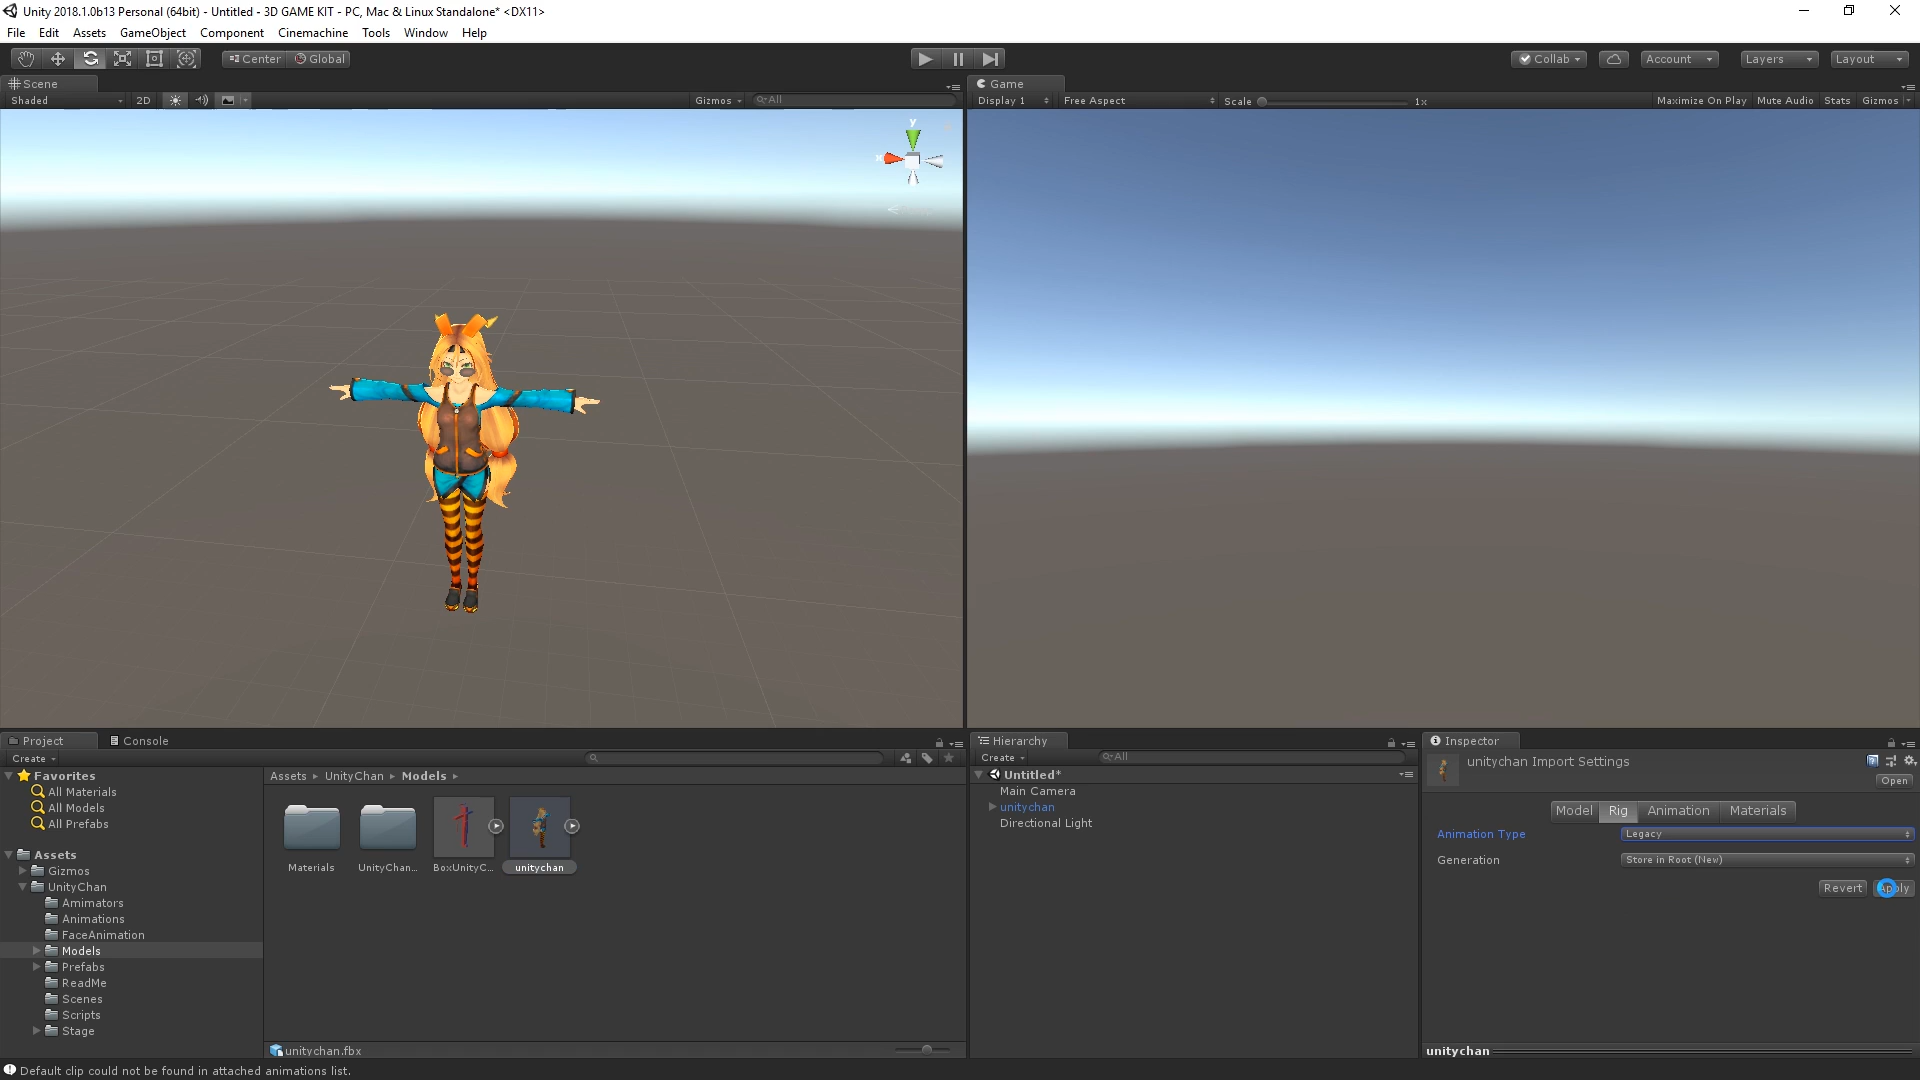 Unity 2018.1.0b13 Personal (64bit) - Untitled - 3D GAME KIT - PC, Mac & Linux Standalone* <DX11>
File Edit Assets GameObject Component Cinemachine Tools Window Help
Center Global Collab Account Layers Layout
Scene
Shaded 2D Gizmos All
y
x
Game
Display 1 Free Aspect Scale 1x Maximize On Play Mute Audio Stats Gizmos
Project Console
Create
Favorites
All Materials
All Models
All Prefabs
Assets
Gizmos
UnityChan
Amimators
Animations
FaceAnimation
Models
Prefabs
ReadMe
Scenes
Scripts
Stage
Assets UnityChan Models
Materials UnityChan... BoxUnityC... unitychan
unitychan.fbx
Hierarchy
Create All
Untitled*
Main Camera
unitychan
Directional Light
Inspector
unitychan Import Settings
Open
Model Rig Animation Materials
Animation Type Legacy
Generation Store in Root (New)
Revert Apply
unitychan
Default clip could not be found in attached animations list.